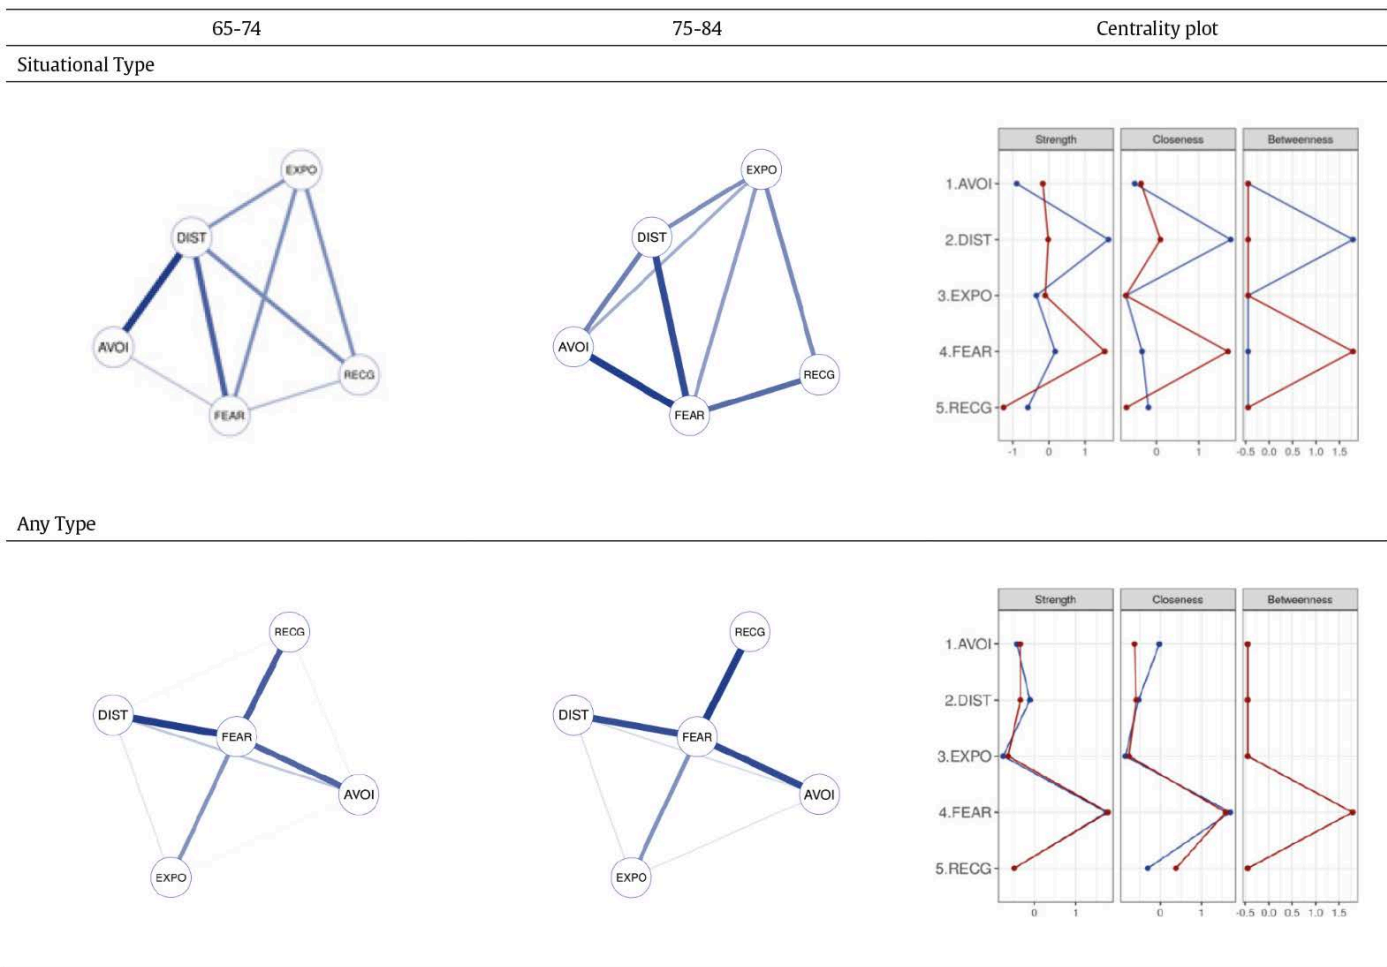 65-74 75-84 Centrality plot
Situational Type
EXPO
DIST
AVOI
RECG
FEAR
EXPO
DIST
AVOI
RECG
FEAR
Strength Closeness Betweenness
1.AVOI
2.DIST
3.EXPO
4.FEAR
5.RECG
-1 0 1 0 1 -0.5 0.0 0.5 1.0 1.5
Any Type
RECG
DIST
FEAR
AVOI
EXPO
RECG
DIST
FEAR
AVOI
EXPO
Strength Closeness Betweenness
1.AVOI
2.DIST
3.EXPO
4.FEAR
5.RECG
0 1 0 1 -0.5 0.0 0.5 1.0 1.5